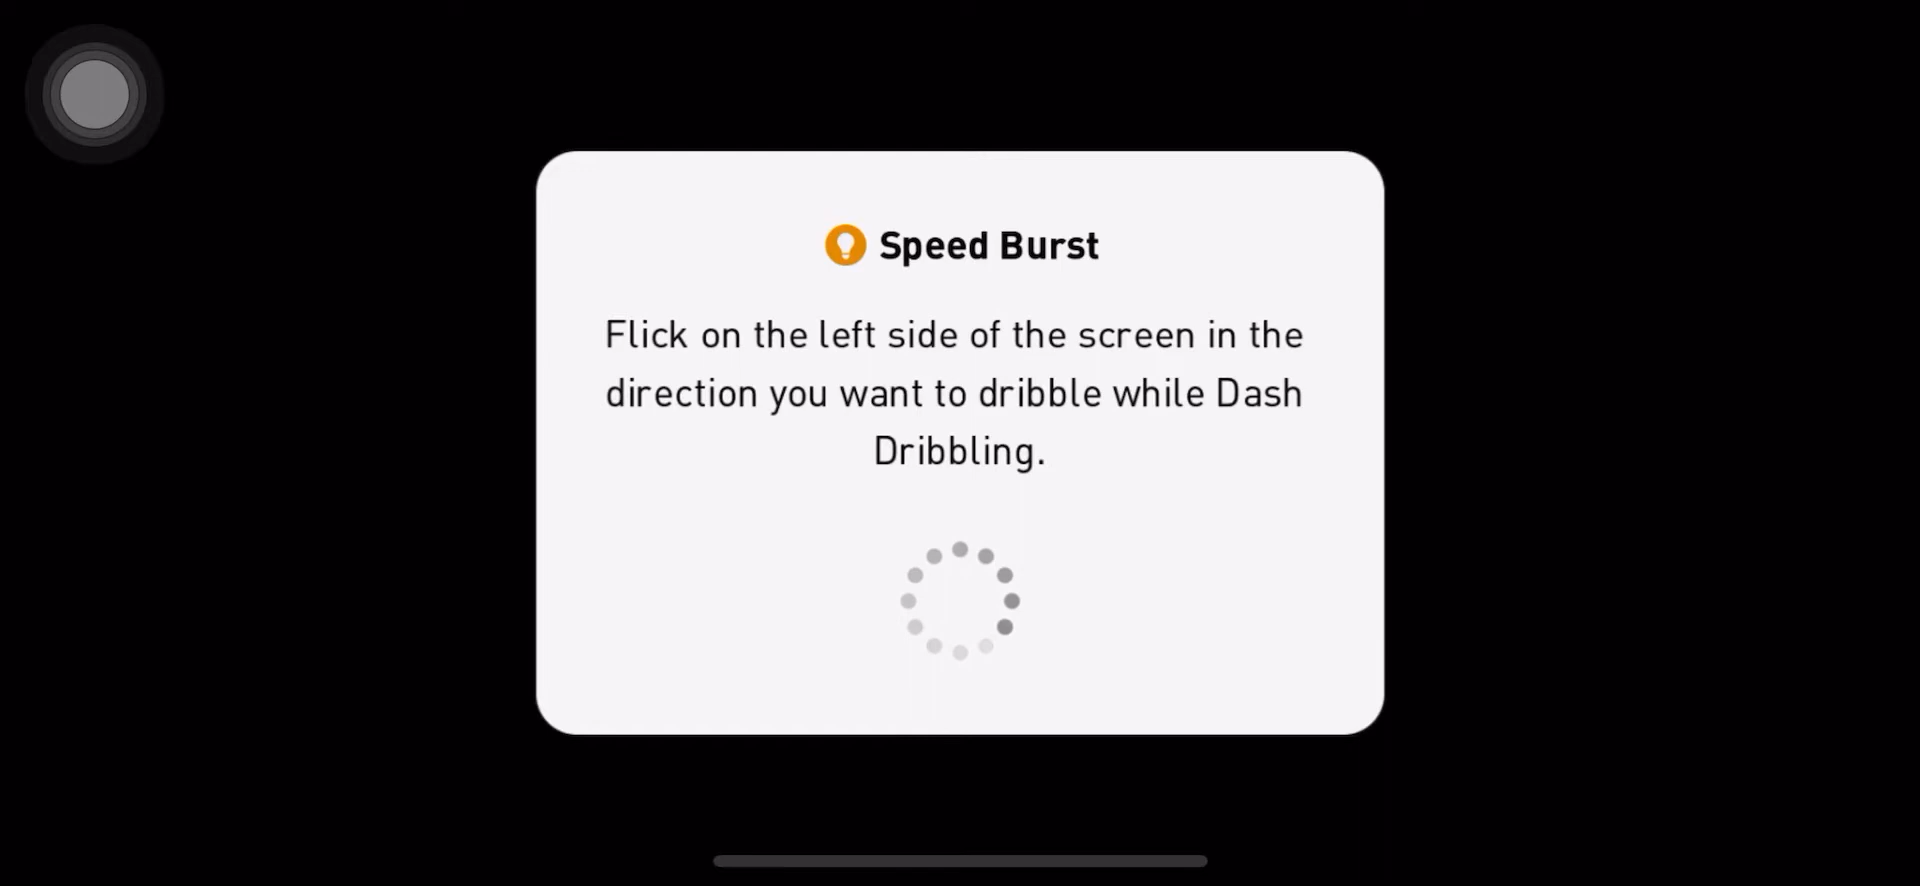 Speed Burst
Flick on the left side of the screen in the
direction you want to dribble while Dash
Dribbling.